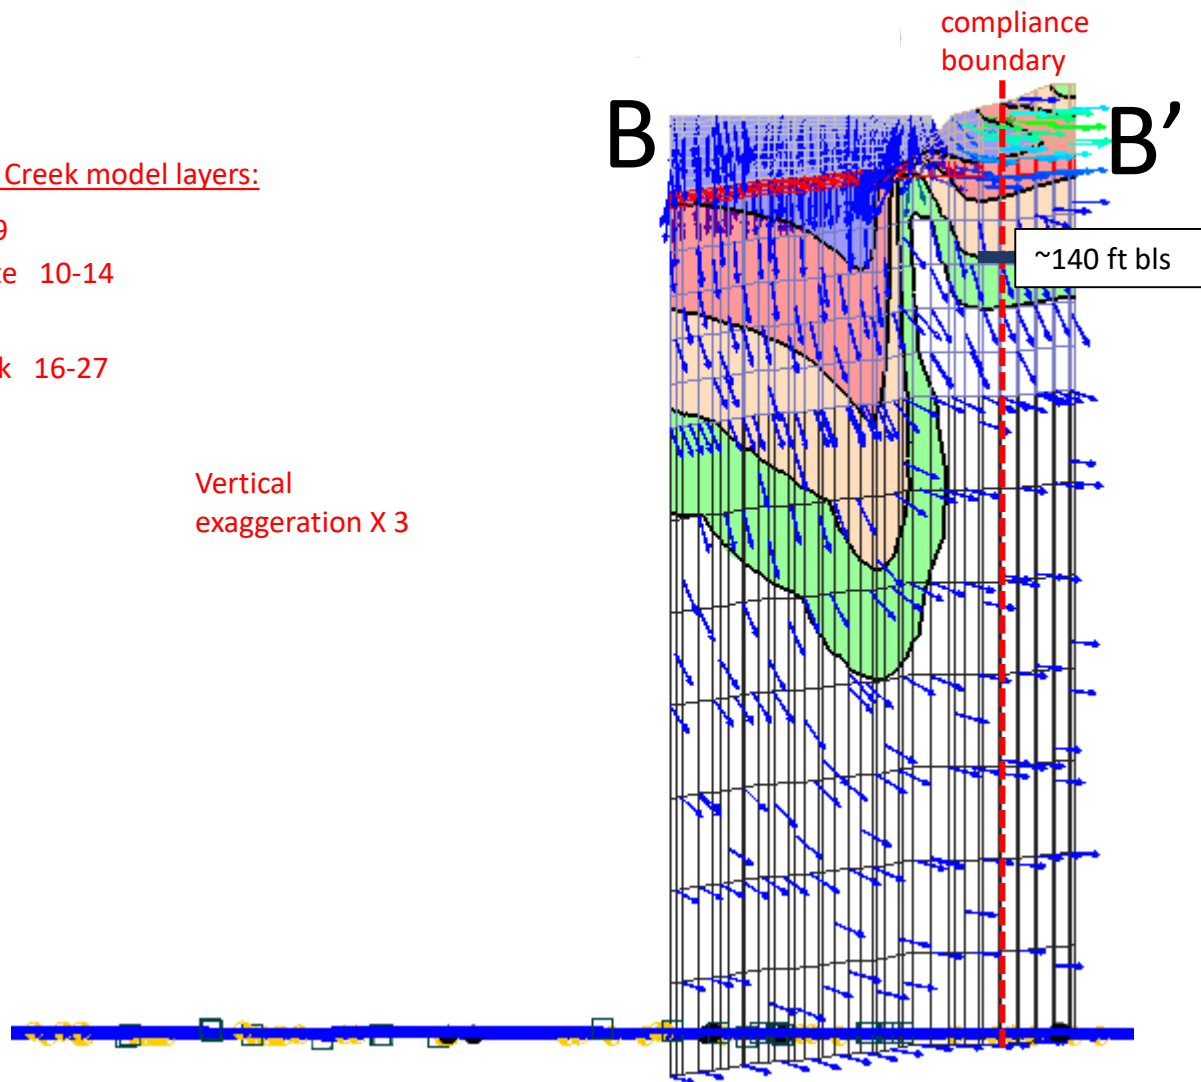 compliance
boundary
B
B’
Creek model layers:
9
te 10-14
~140 ft bls
k 16-27
Vertical
exaggeration X 3